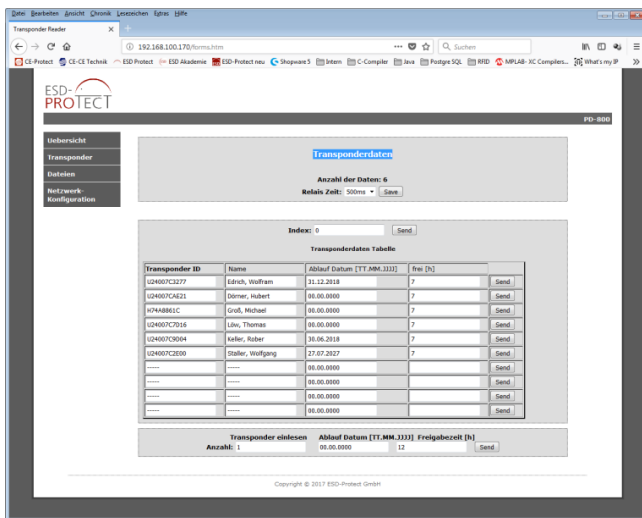 Datei Bearbeiten Ansicht Chronik Lesezeichen Extras Hilfe
Transponder Reader
192.168.100.170/forms.htm
Suchen
CE-Protect CE-CE Technik ESD Protect ESD Akademie ESD-Protect neu Shopware 5 Intern C-Compiler Java Postgre SQL RFID MPLAB- XC Compilers... What's my IP
ESD-
PROTECT
PD-800
Uebersicht
Transponder
Dateien
Netzwerk-
Konfiguration
Transponderdaten
Anzahl der Daten: 6
Relais Zeit: 500ms Save
Index: 0 Send
Transponderdaten Tabelle
Transponder ID Name Ablauf Datum [TT.MM.JJJJ] frei [h]
U24007C3277 Edrich, Wolfram 31.12.2018 7 Send
U24007CAE21 Dörner, Hubert 00.00.0000 7 Send
H74A8861C Groß, Michael 00.00.0000 7 Send
U24007C7D16 Löw, Thomas 00.00.0000 7 Send
U24007C9D04 Keller, Rober 30.06.2018 7 Send
U24007C2E00 Staller, Wolfgang 27.07.2027 7 Send
----- ----- 00.00.0000 Send
----- ----- 00.00.0000 Send
----- ----- 00.00.0000 Send
----- ----- 00.00.0000 Send
Transponder einlesen Ablauf Datum [TT.MM.JJJJ] Freigabezeit [h]
Anzahl: 1 00.00.0000 12 Send
Copyright © 2017 ESD-Protect GmbH